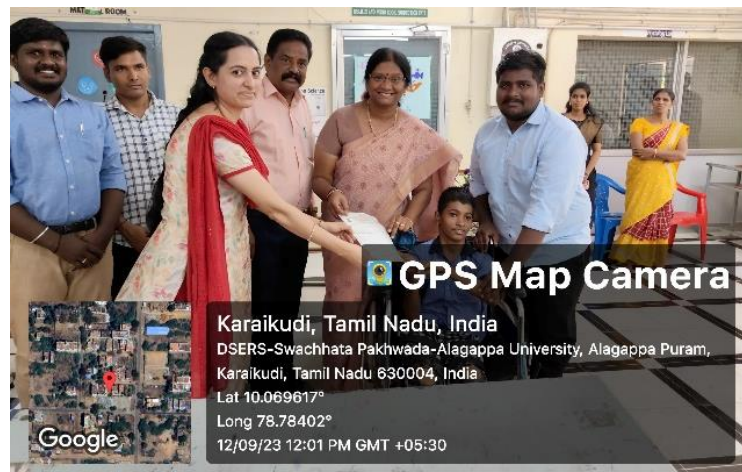 GPS Map Camera
Karaikudi, Tamil Nadu, India
DSERS-Swachhata Pakhwada-Alagappa University, Alagappa Puram,
Karaikudi, Tamil Nadu 630004, India
Lat 10.069617°
Long 78.78402°
12/09/23 12:01 PM GMT +05:30
Google